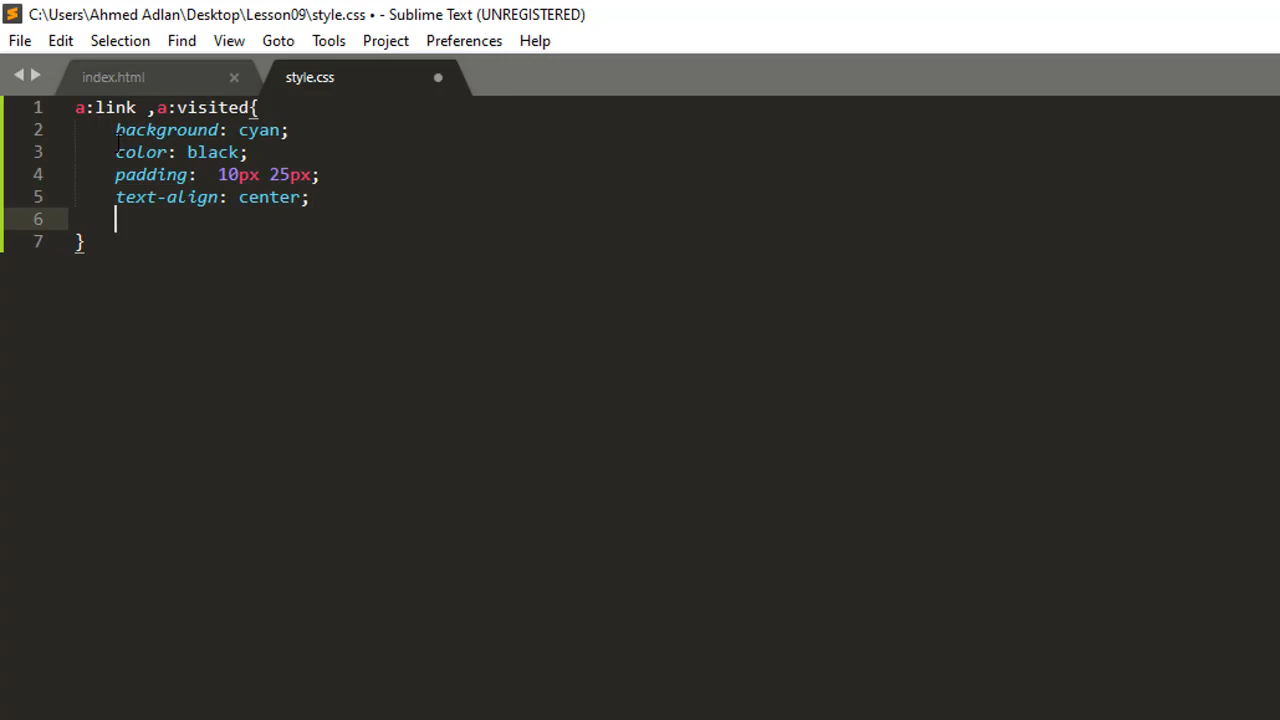 C:\Users\Ahmed Adlan\Desktop\Lesson09\style.css • - Sublime Text (UNREGISTERED)
File Edit Selection Find View Goto Tools Project Preferences Help
index.html style.css
1 a:link ,a:visited{
2 background: cyan;
3 color: black;
4 padding:  10px 25px;
5 text-align: center;
6
7 }